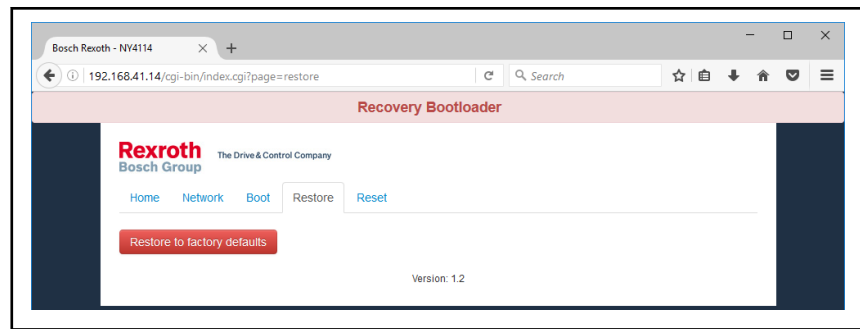 Bosch Rexoth - NY4114
192.168.41.14/cgi-bin/index.cgi?page=restore
Search
Recovery Bootloader
Rexroth
Bosch Group
The Drive & Control Company
Home Network Boot Restore Reset
Restore to factory defaults
Version: 1.2